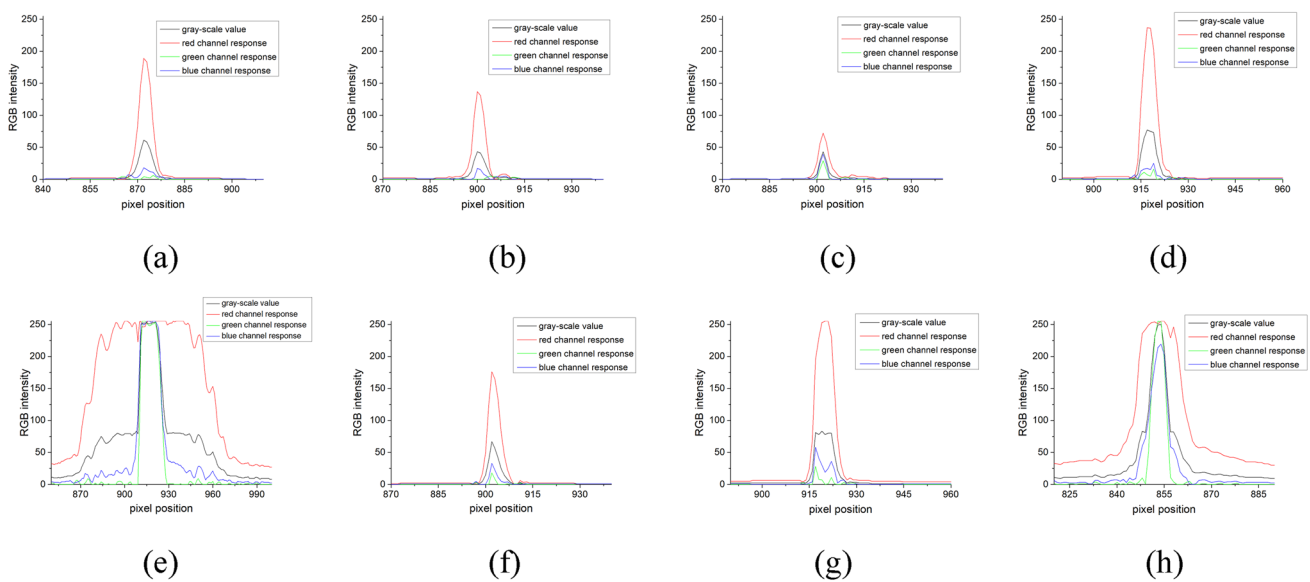 250
200
150
100
50
0
RGB intensity
840 855 870 885 900
pixel position
gray-scale value
red channel response
green channel response
blue channel response
(a)
250
200
150
100
50
0
RGB intensity
870 885 900 915 930
pixel position
gray-scale value
red channel response
green channel response
blue channel response
(b)
250
200
150
100
50
0
RGB intensity
870 885 900 915 930
pixel position
gray-scale value
red channel response
green channel response
blue channel response
(c)
250
200
150
100
50
0
RGB intensity
900 915 930 945 960
pixel position
gray-scale value
red channel response
green channel response
blue channel response
(d)
250
200
150
100
50
0
RGB intensity
870 900 930 960 990
pixel position
gray-scale value
red channel response
green channel response
blue channel response
(e)
250
200
150
100
50
0
RGB intensity
870 885 900 915 930
pixel position
gray-scale value
red channel response
green channel response
blue channel response
(f)
250
200
150
100
50
0
RGB intensity
900 915 930 945 960
pixel position
gray-scale value
red channel response
green channel response
blue channel response
(g)
250
200
150
100
50
0
RGB intensity
825 840 855 870 885
pixel position
gray-scale value
red channel response
green channel response
blue channel response
(h)